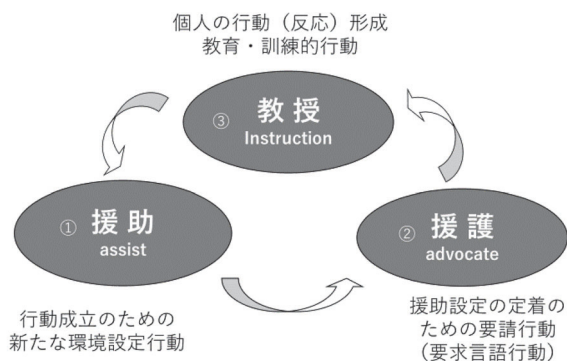 個人の行動（反応）形成
教育・訓練的行動
③ 教授
Instruction
① 援助
assist
② 援護
advocate
行動成立のための
新たな環境設定行動
援助設定の定着の
ための要請行動
（要求言語行動）